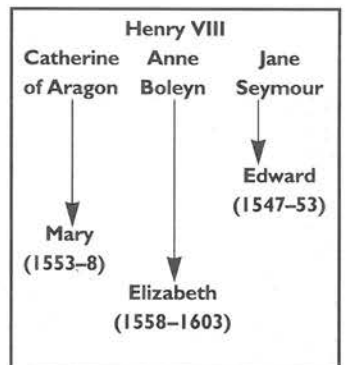 Henry VIII
Catherine Anne Jane
of Aragon Boleyn Seymour
Edward
(1547–53)
Mary
(1553–8)
Elizabeth
(1558–1603)